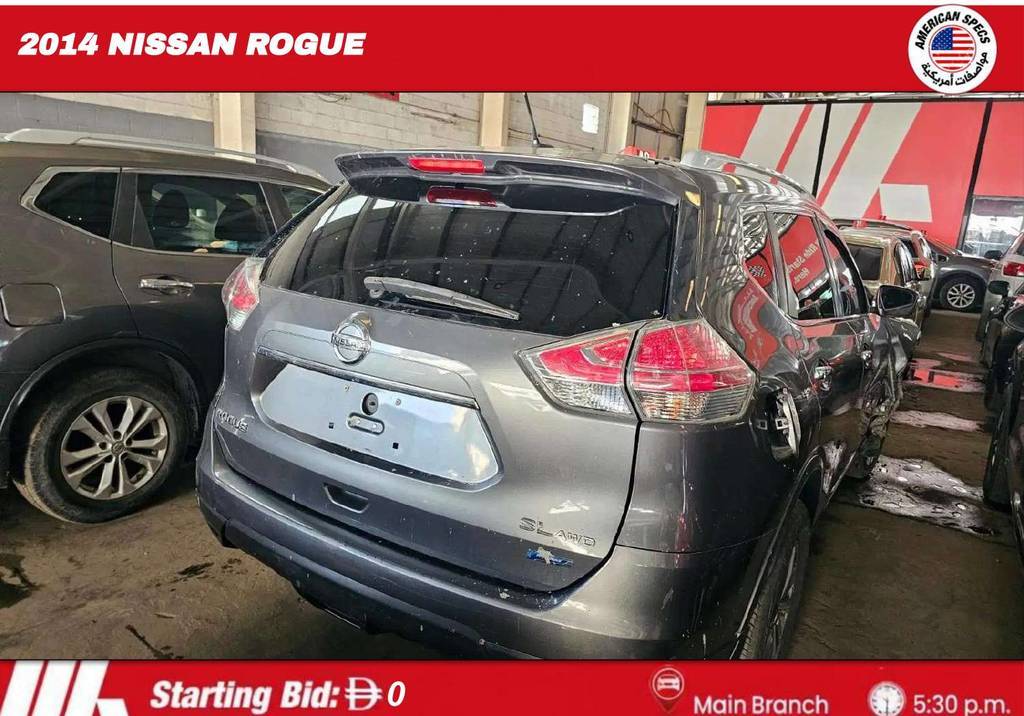 2014 NISSAN ROGUE
AMERICAN SPECS
مواصفات أمريكية
NISSAN
ROGUE
SL AWD
Starting Bid: 0
Main Branch
5:30 p.m.